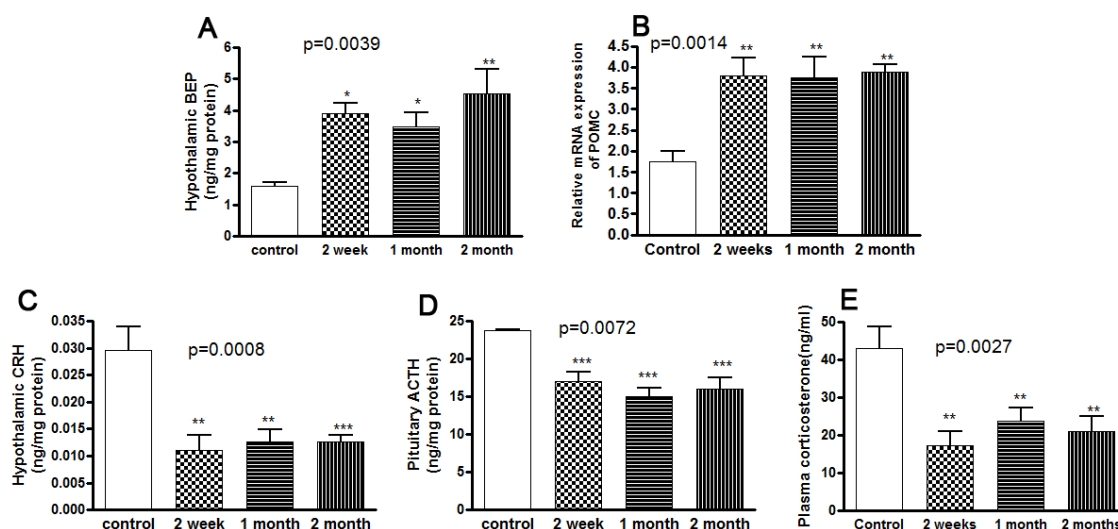 A
p=0.0039
Hypothalamic BEP
(ng/mg protein)
6
5
4
3
2
1
0
*
*
**
control 2 week 1 month 2 month
B
p=0.0014
Relative mRNA expression
of POMC
4.5
4.0
3.5
3.0
2.5
2.0
1.5
1.0
0.5
0.0
**
**
**
Control 2 weeks 1 month 2 month
C
p=0.0008
Hypothalamic CRH
(ng/mg protein)
0.035
0.030
0.025
0.020
0.015
0.010
0.005
0.000
**
**
***
control 2 week 1 month 2 month
D
p=0.0072
Pituitary ACTH
(ng/mg protein)
25
20
15
10
5
0
***
***
***
control 2 week 1 month 2 month
E
p=0.0027
Plasma corticosterone(ng/ml)
50
40
30
20
10
0
**
**
**
Control 2 weeks 1 month 2 months